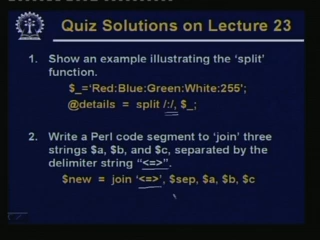 Quiz Solutions on Lecture 23
1. Show an example illustrating the 'split'
function.
$_='Red:Blue:Green:White:255';
@details = split /:/, $_;
2. Write a Perl code segment to 'join' three
strings $a, $b, and $c, separated by the
delimiter string "<=>".
$new = join '<=>', $sep, $a, $b, $c